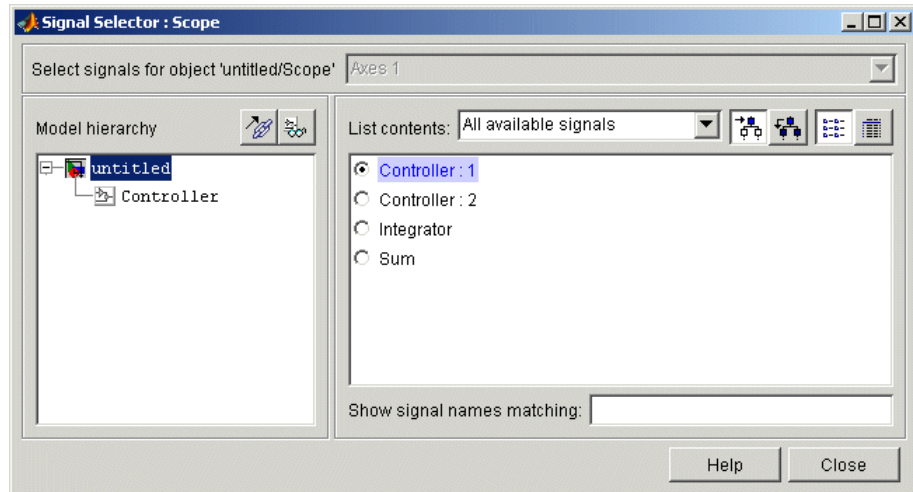 Signal Selector : Scope
Select signals for object 'untitled/Scope' Axes 1
Model hierarchy
untitled
Controller
List contents: All available signals
Controller : 1
Controller : 2
Integrator
Sum
Show signal names matching:
Help Close